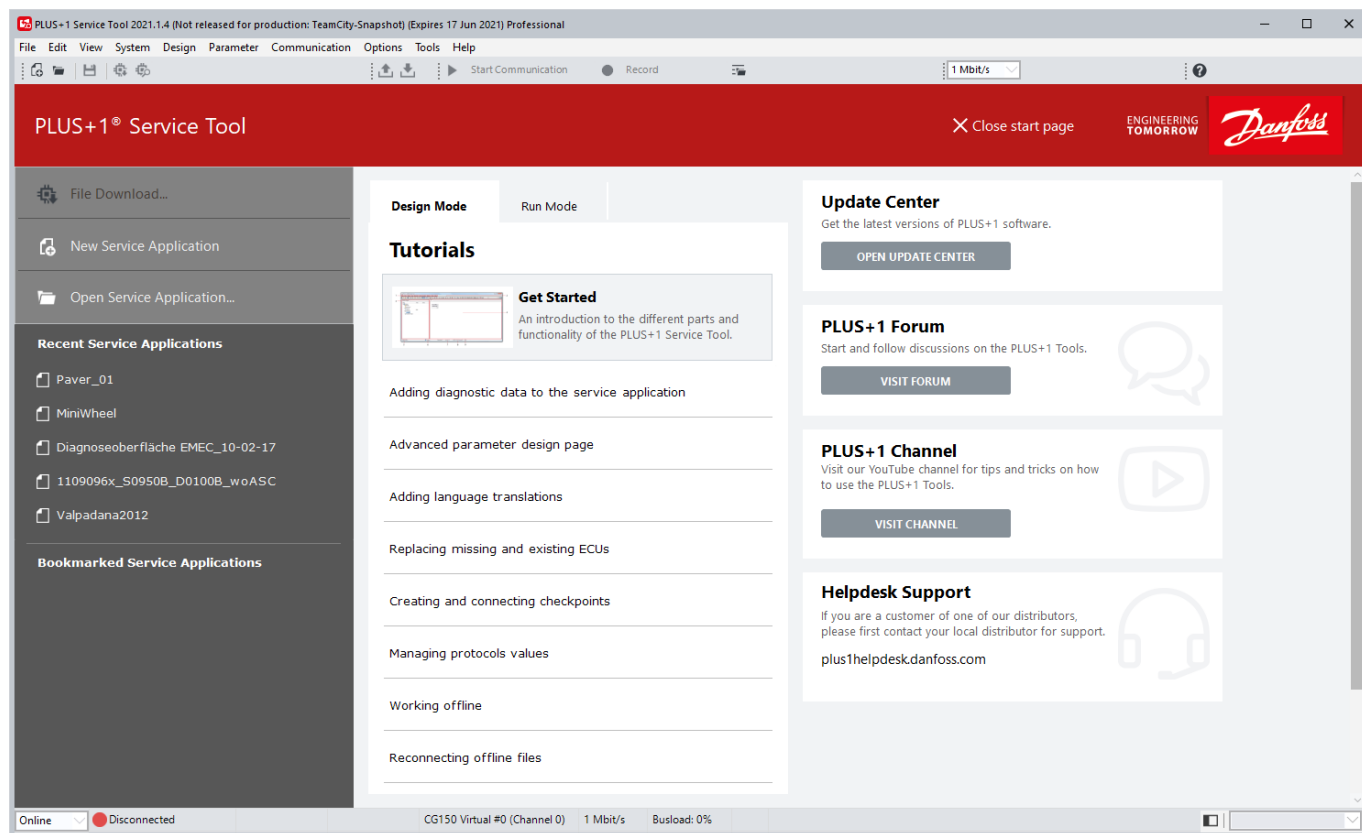 PLUS+1 Service Tool 2021.1.4 (Not released for production: TeamCity-Snapshot) (Expires 17 Jun 2021) Professional
File Edit View System Design Parameter Communication Options Tools Help
Start Communication Record 1 Mbit/s
PLUS+1® Service Tool
Close start page
ENGINEERING
TOMORROW
Danfoss
File Download...
New Service Application
Open Service Application...
Recent Service Applications
Paver_01
MiniWheel
Diagnoseoberfläche EMEC_10-02-17
1109096x_S0950B_D0100B_woASC
Valpadana2012
Bookmarked Service Applications
Design Mode Run Mode
Tutorials
Get Started
An introduction to the different parts and
functionality of the PLUS+1 Service Tool.
Adding diagnostic data to the service application
Advanced parameter design page
Adding language translations
Replacing missing and existing ECUs
Creating and connecting checkpoints
Managing protocols values
Working offline
Reconnecting offline files
Update Center
Get the latest versions of PLUS+1 software.
OPEN UPDATE CENTER
PLUS+1 Forum
Start and follow discussions on the PLUS+1 Tools.
VISIT FORUM
PLUS+1 Channel
Visit our YouTube channel for tips and tricks on how
to use the PLUS+1 Tools.
VISIT CHANNEL
Helpdesk Support
If you are a customer of one of our distributors,
please first contact your local distributor for support.
plus1helpdesk.danfoss.com
Online Disconnected CG150 Virtual #0 (Channel 0) 1 Mbit/s Busload: 0%